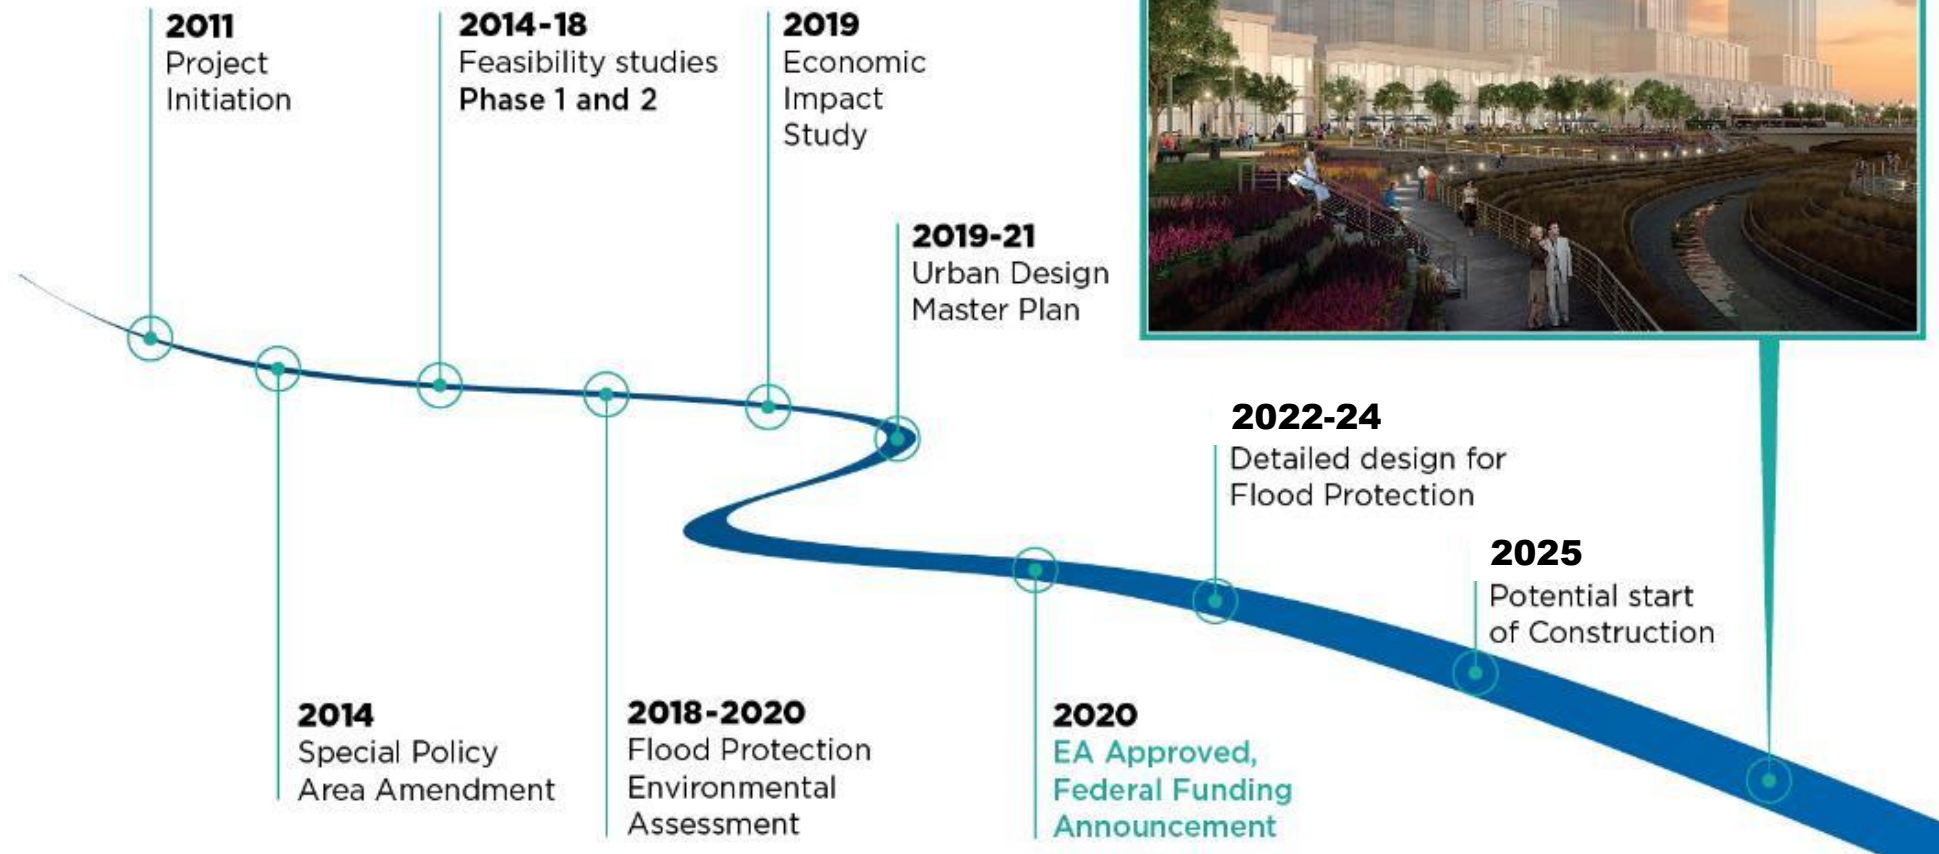 2011
Project
Initiation
2014-18
Feasibility studies
Phase 1 and 2
2019
Economic
Impact
Study
2019-21
Urban Design
Master Plan
2022-24
Detailed design for
Flood Protection
2025
Potential start
of Construction
2014
Special Policy
Area Amendment
2018-2020
Flood Protection
Environmental
Assessment
2020
EA Approved,
Federal Funding
Announcement